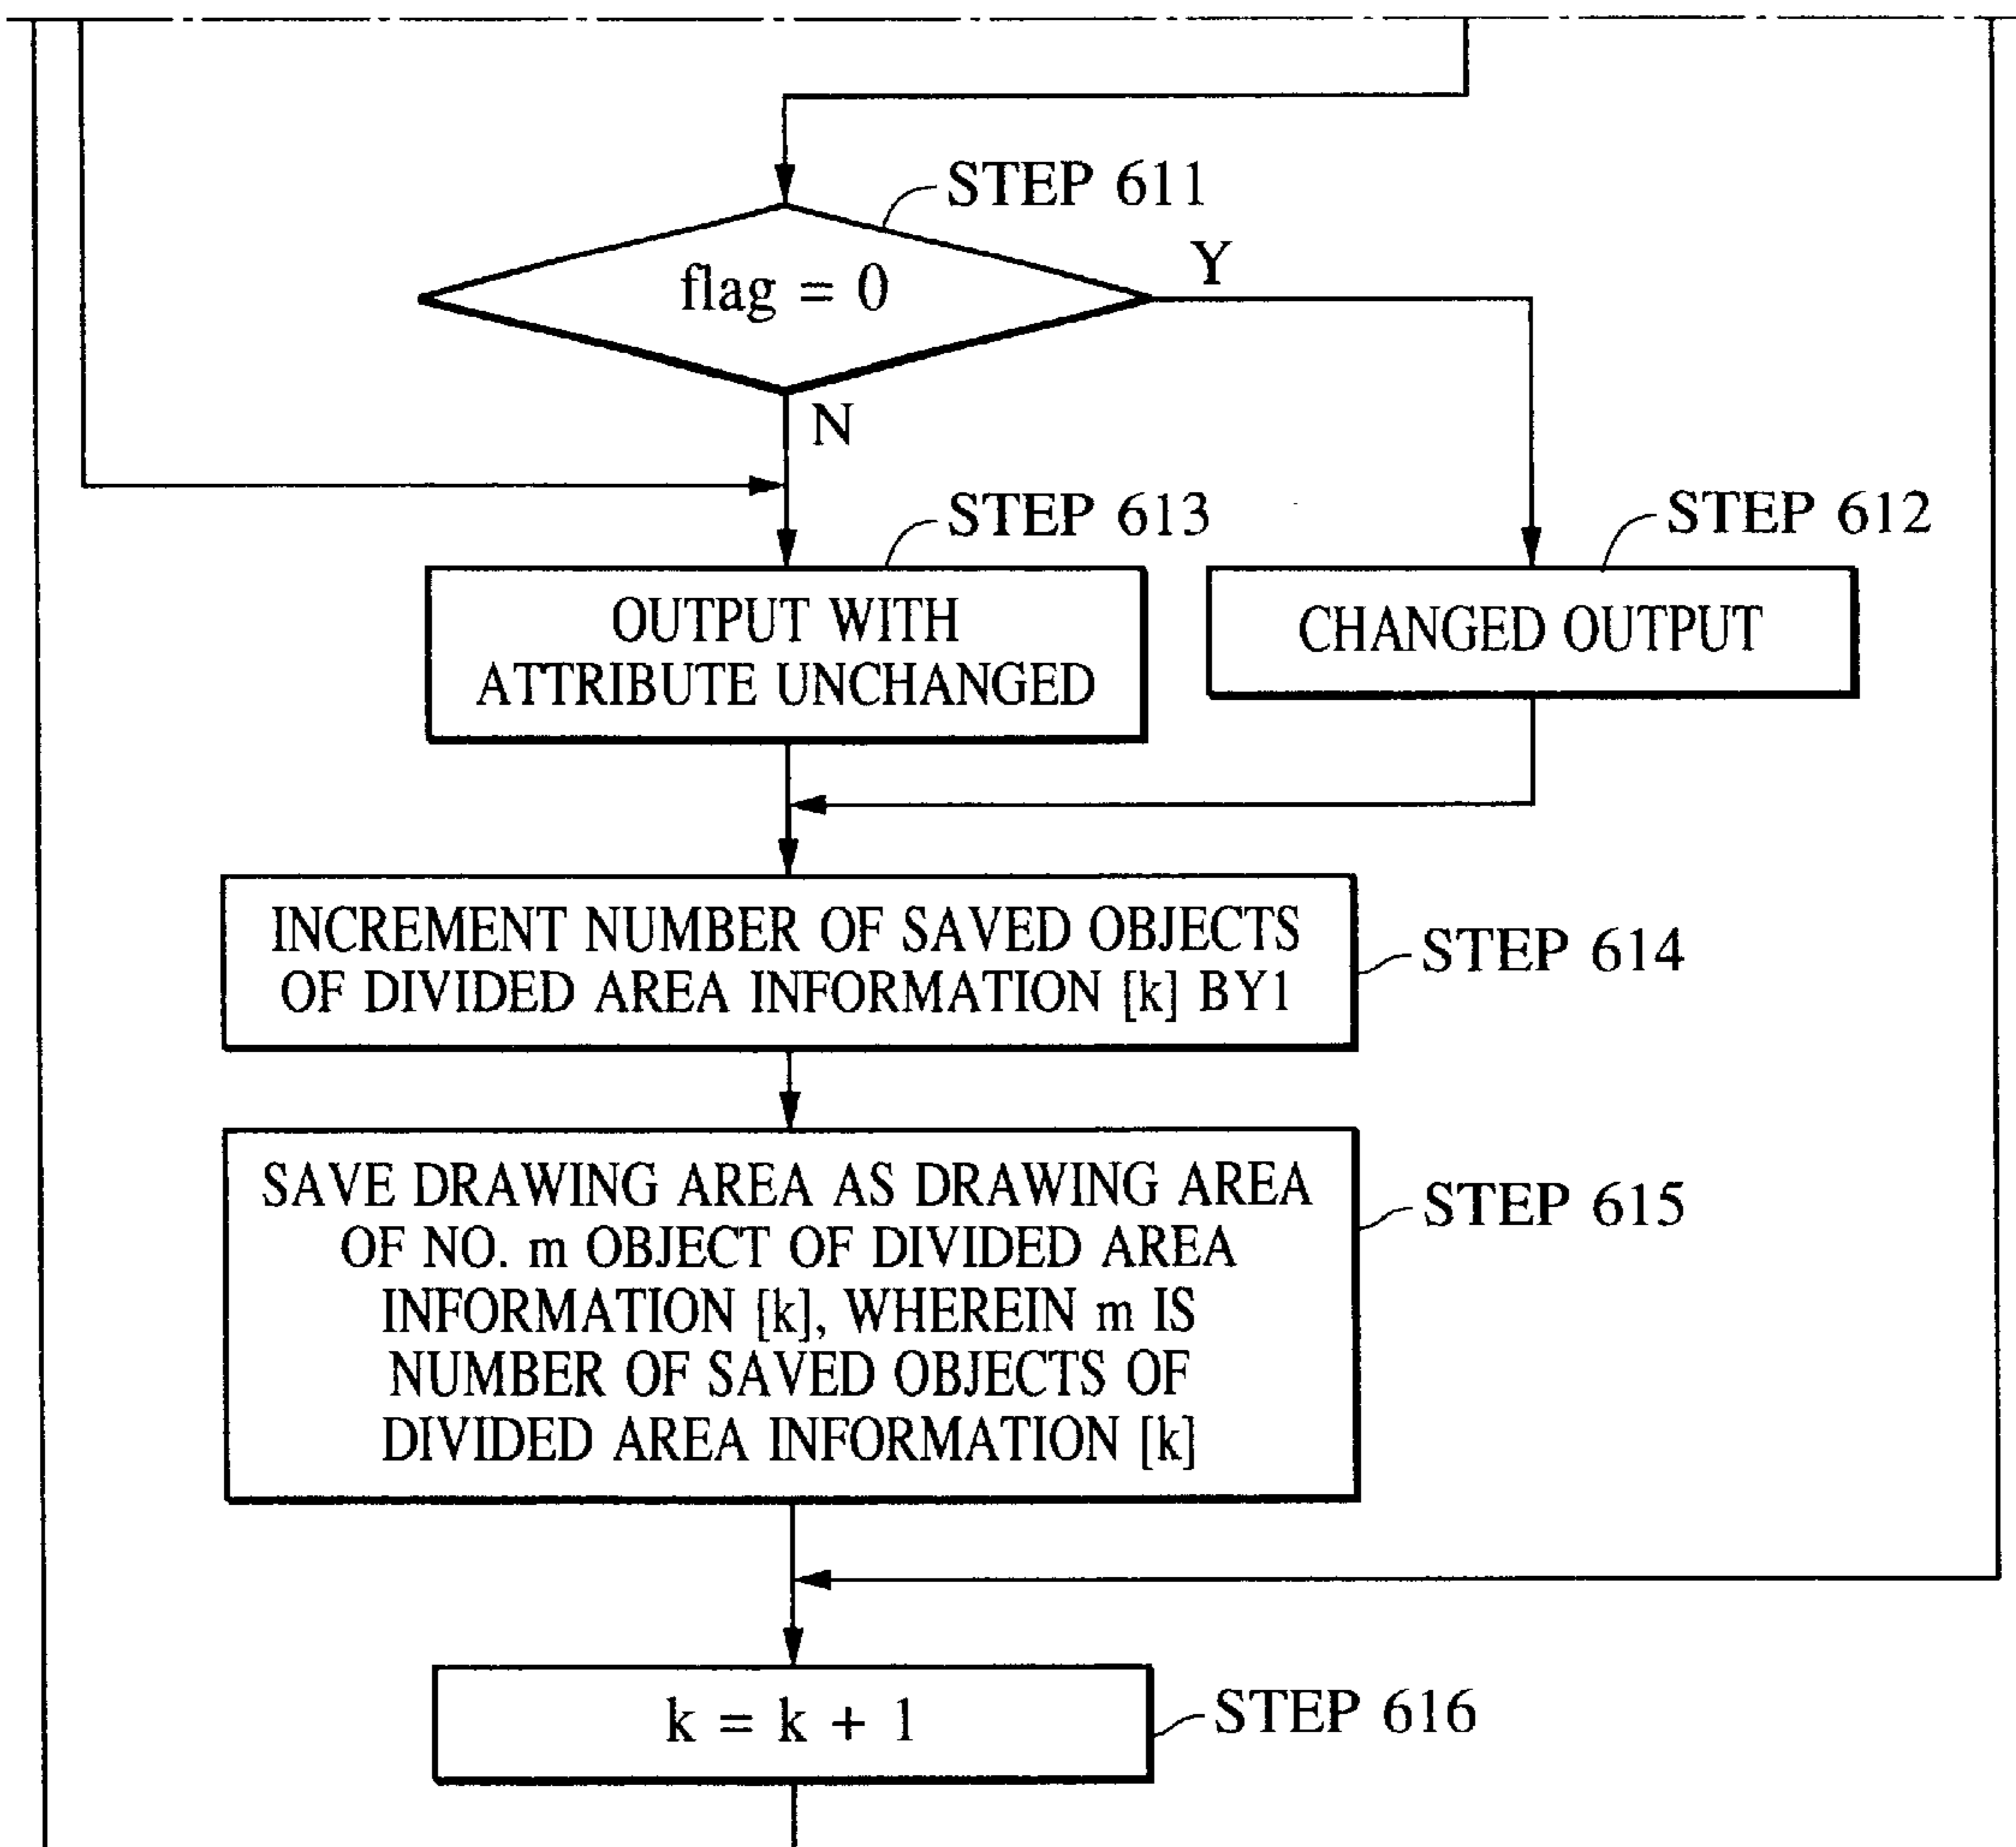 STEP 611
flag = 0
Y
N
STEP 613
STEP 612
OUTPUT WITH
ATTRIBUTE UNCHANGED
CHANGED OUTPUT
INCREMENT NUMBER OF SAVED OBJECTS
OF DIVIDED AREA INFORMATION [k] BY1
STEP 614
SAVE DRAWING AREA AS DRAWING AREA
OF NO. m OBJECT OF DIVIDED AREA
INFORMATION [k], WHEREIN m IS
NUMBER OF SAVED OBJECTS OF
DIVIDED AREA INFORMATION [k]
STEP 615
k = k + 1
STEP 616